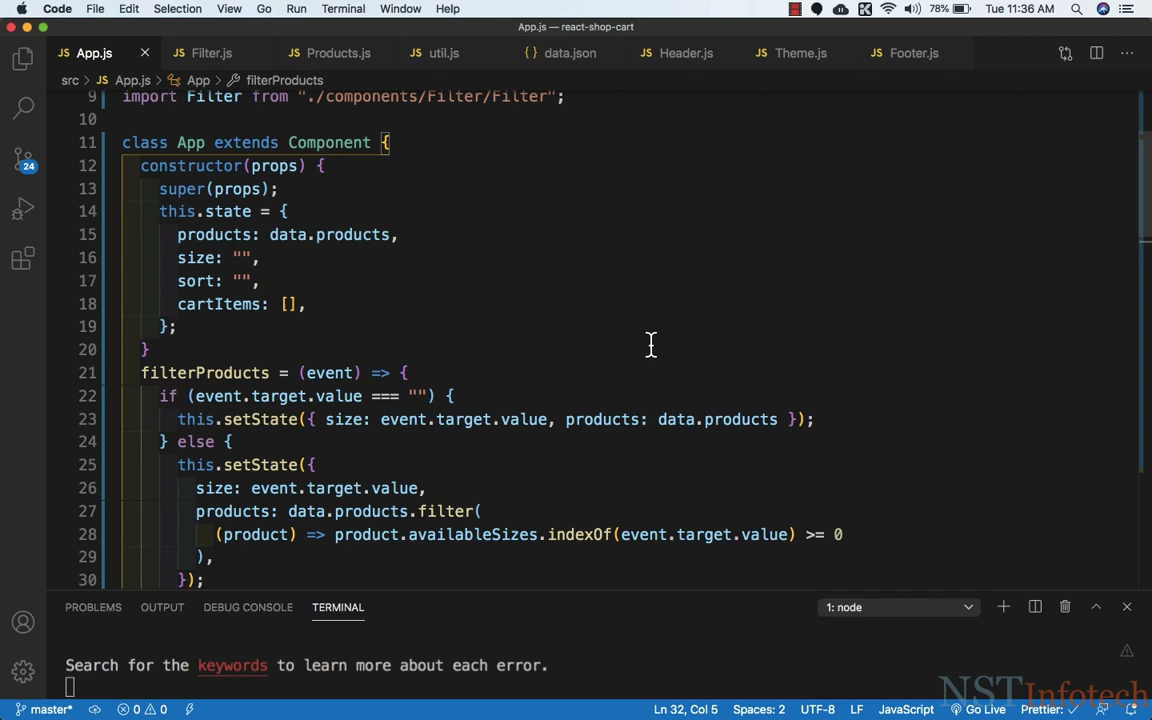 Code File Edit Selection View Go Run Terminal Window Help 78% Tue 11:36 AM
App.js — react-shop-cart
JS App.js JS Filter.js JS Products.js JS util.js {} data.json JS Header.js JS Theme.js JS Footer.js
src > JS App.js > App > filterProducts
9 import Filter from "./components/Filter/Filter";
10
11 class App extends Component {
12 constructor(props) {
13 super(props);
14 this.state = {
15 products: data.products,
16 size: "",
17 sort: "",
18 cartItems: [],
19 };
20 }
21 filterProducts = (event) => {
22 if (event.target.value === "") {
23 this.setState({ size: event.target.value, products: data.products });
24 } else {
25 this.setState({
26 size: event.target.value,
27 products: data.products.filter(
28 (product) => product.availableSizes.indexOf(event.target.value) >= 0
29 ),
30 });
24
PROBLEMS OUTPUT DEBUG CONSOLE TERMINAL 1: node
Search for the keywords to learn more about each error.
NSTInfotech
master* 0 0 Ln 32, Col 5 Spaces: 2 UTF-8 LF JavaScript Go Live Prettier: ✓